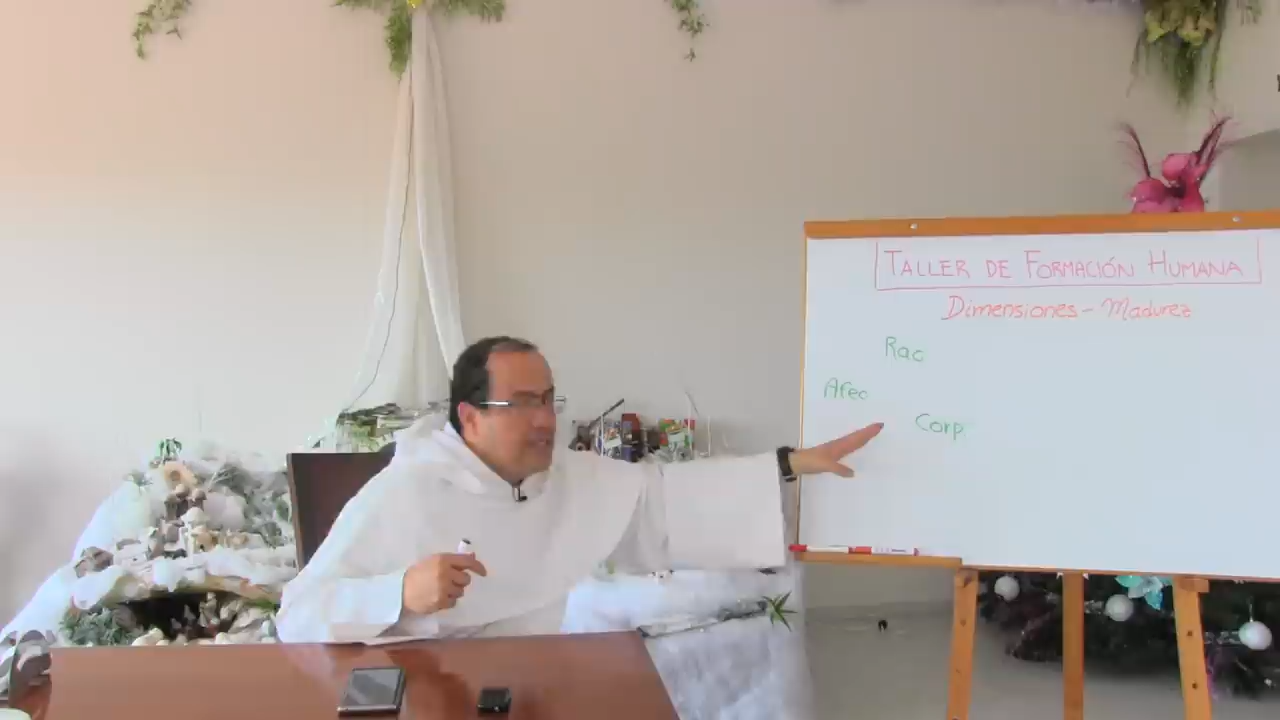 TALLER DE FORMACIÓN HUMANA
Dimensiones - Madurez
Rac
Afec
Corp